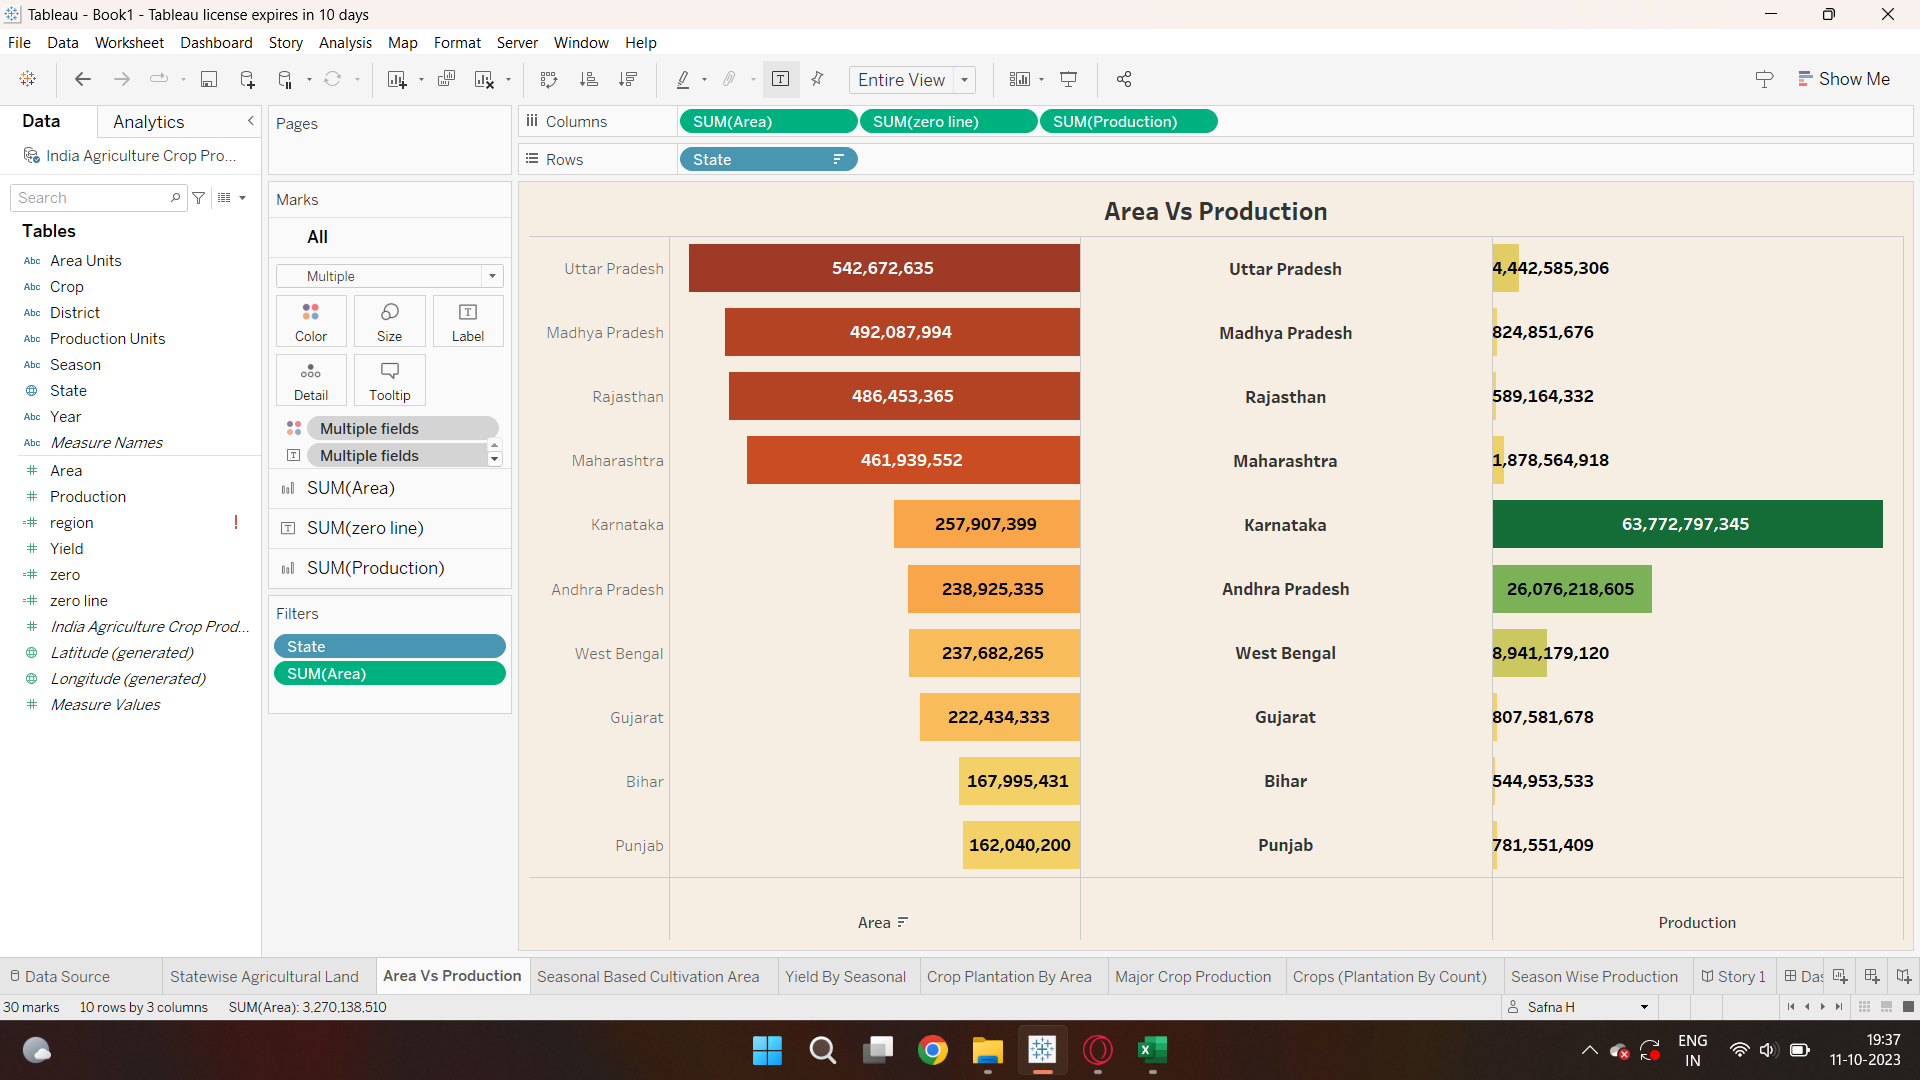 Tableau - Book1 - Tableau license expires in 10 days
File Data Worksheet Dashboard Story Analysis Map Format Server Window Help
Entire View
Show Me
Data Analytics
India Agriculture Crop Pro...
Search
Tables
Abc Area Units
Abc Crop
Abc District
Abc Production Units
Abc Season
State
Abc Year
Abc Measure Names
# Area
# Production
=# region !
# Yield
=# zero
=# zero line
# India Agriculture Crop Prod...
Latitude (generated)
Longitude (generated)
# Measure Values
Pages
Marks
All
Multiple
Color Size Label
Detail Tooltip
Multiple fields
Multiple fields
SUM(Area)
SUM(zero line)
SUM(Production)
Filters
State
SUM(Area)
Columns SUM(Area) SUM(zero line) SUM(Production)
Rows State
Area Vs Production
Uttar Pradesh 542,672,635 Uttar Pradesh 4,442,585,306
Madhya Pradesh 492,087,994 Madhya Pradesh 824,851,676
Rajasthan 486,453,365 Rajasthan 589,164,332
Maharashtra 461,939,552 Maharashtra 1,878,564,918
Karnataka 257,907,399 Karnataka 63,772,797,345
Andhra Pradesh 238,925,335 Andhra Pradesh 26,076,218,605
West Bengal 237,682,265 West Bengal 8,941,179,120
Gujarat 222,434,333 Gujarat 807,581,678
Bihar 167,995,431 Bihar 544,953,533
Punjab 162,040,200 Punjab 781,551,409
Area Production
Data Source Statewise Agricultural Land Area Vs Production Seasonal Based Cultivation Area Yield By Seasonal Crop Plantation By Area Major Crop Production Crops (Plantation By Count) Season Wise Production Story 1 Das
30 marks 10 rows by 3 columns SUM(Area): 3,270,138,510 Safna H
ENG
IN
19:37
11-10-2023